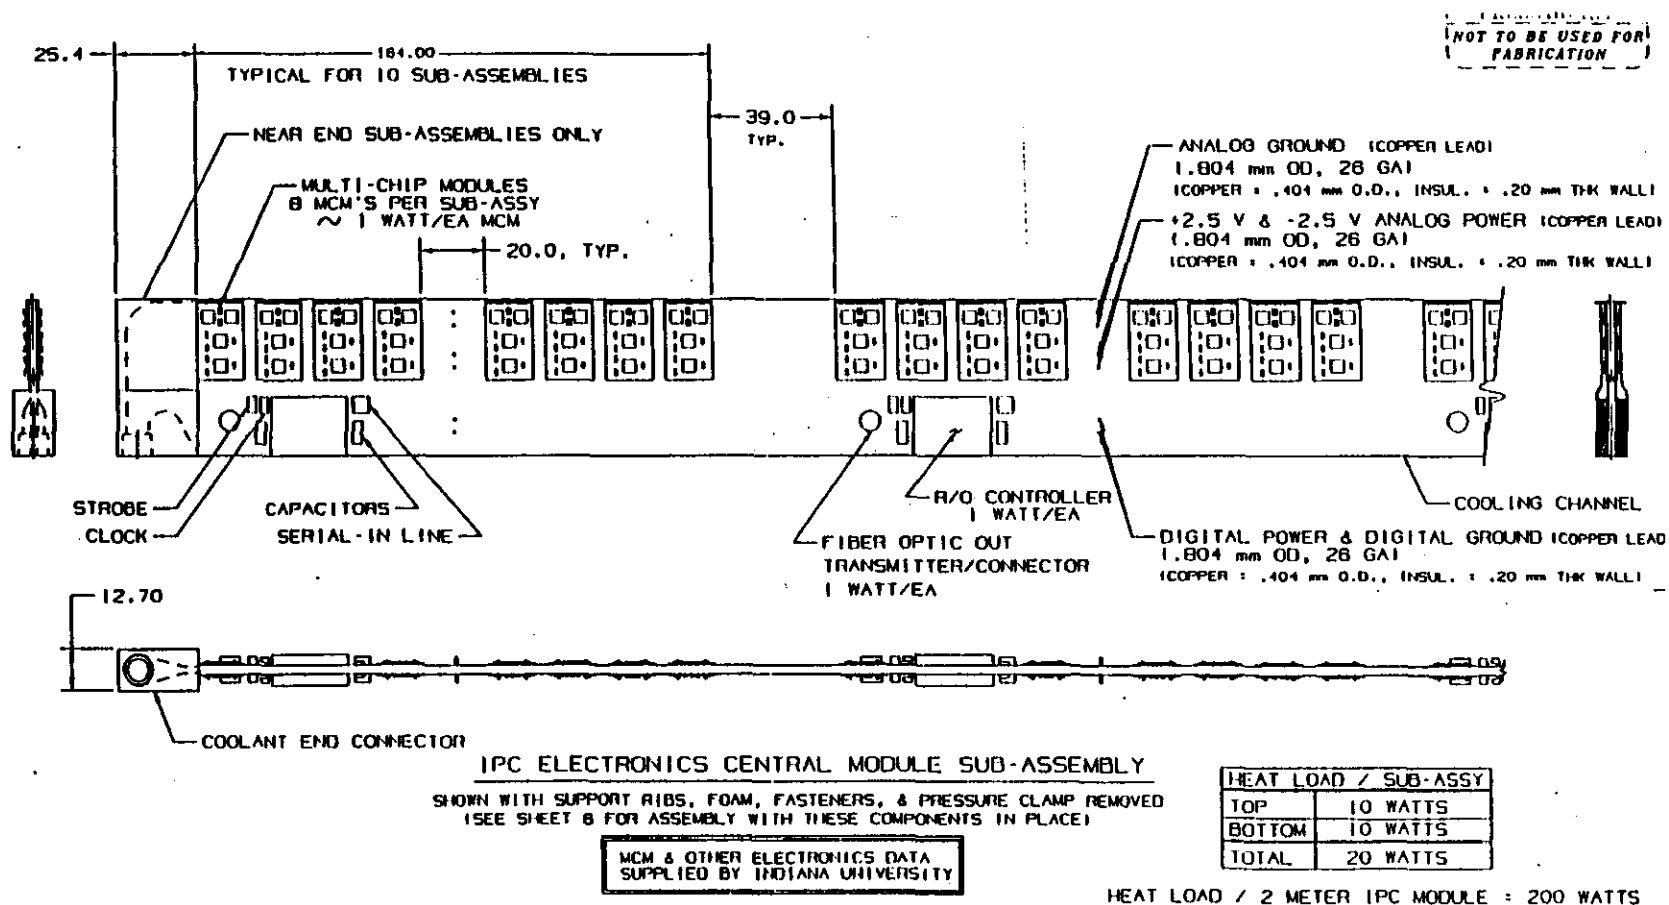 NOT TO BE USED FOR
FABRICATION
25.4
164.00
TYPICAL FOR 10 SUB-ASSEMBLIES
39.0
TYP.
NEAR END SUB-ASSEMBLIES ONLY
MULTI-CHIP MODULES
8 MCM'S PER SUB-ASSY
~ 1 WATT/EA MCM
20.0, TYP.
ANALOG GROUND (COPPER LEAD)
(.804 mm OD, 26 GA)
(COPPER = .404 mm O.D., INSUL. = .20 mm THK WALL)
+2.5 V & -2.5 V ANALOG POWER (COPPER LEAD)
(.804 mm OD, 26 GA)
(COPPER = .404 mm O.D., INSUL. = .20 mm THK WALL)
STROBE
CLOCK
CAPACITORS
SERIAL-IN LINE
R/O CONTROLLER
1 WATT/EA
FIBER OPTIC OUT
TRANSMITTER/CONNECTOR
1 WATT/EA
COOLING CHANNEL
DIGITAL POWER & DIGITAL GROUND (COPPER LEAD
(.804 mm OD, 26 GA)
(COPPER = .404 mm O.D., INSUL. = .20 mm THK WALL)
12.70
COOLANT END CONNECTOR
IPC ELECTRONICS CENTRAL MODULE SUB-ASSEMBLY
SHOWN WITH SUPPORT RIBS, FOAM, FASTENERS, & PRESSURE CLAMP REMOVED
(SEE SHEET 6 FOR ASSEMBLY WITH THESE COMPONENTS IN PLACE)
MCM & OTHER ELECTRONICS DATA
SUPPLIED BY INDIANA UNIVERSITY
HEAT LOAD / SUB-ASSY
TOP 10 WATTS
BOTTOM 10 WATTS
TOTAL 20 WATTS
HEAT LOAD / 2 METER IPC MODULE = 200 WATTS